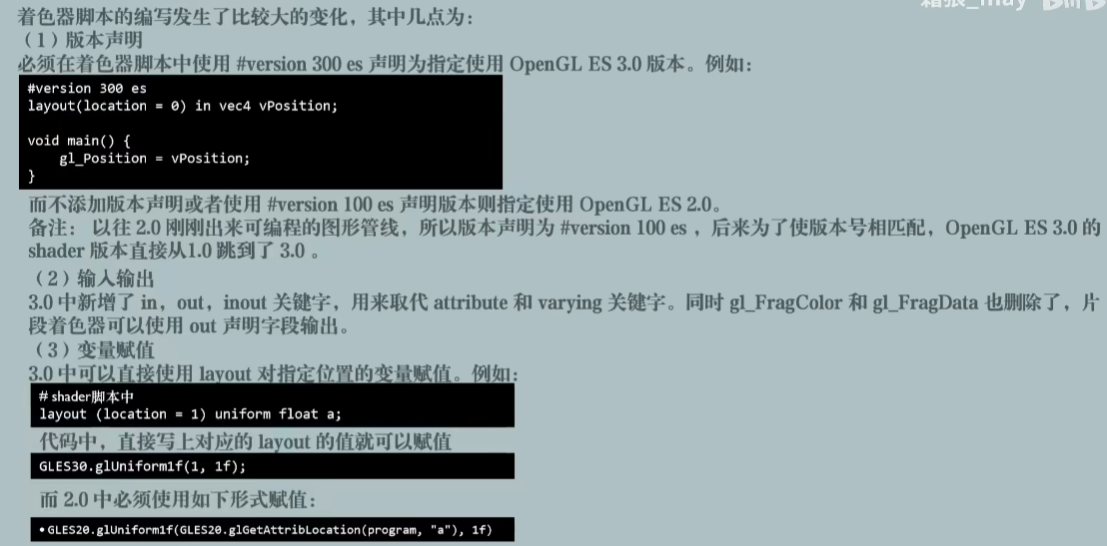 着色器脚本的编写发生了比较大的变化，其中几点为：
（1）版本声明
必须在着色器脚本中使用 #version 300 es 声明为指定使用 OpenGL ES 3.0 版本。例如：
#version 300 es
layout(location = 0) in vec4 vPosition;
void main() {
gl_Position = vPosition;
}
而不添加版本声明或者使用 #version 100 es 声明版本则指定使用 OpenGL ES 2.0。
备注： 以往 2.0 刚刚出来可编程的图形管线，所以版本声明为 #version 100 es ，后来为了使版本号相匹配，OpenGL ES 3.0 的
shader 版本直接从1.0 跳到了 3.0 。
（2）输入输出
3.0 中新增了 in，out，inout 关键字，用来取代 attribute 和 varying 关键字。同时 gl_FragColor 和 gl_FragData 也删除了，片
段着色器可以使用 out 声明字段输出。
（3）变量赋值
3.0 中可以直接使用 layout 对指定位置的变量赋值。例如：
# shader脚本中
layout (location = 1) uniform float a;
代码中，直接写上对应的 layout 的值就可以赋值
GLES30.glUniform1f(1, 1f);
而 2.0 中必须使用如下形式赋值：
•GLES20.glUniform1f(GLES20.glGetAttribLocation(program, "a"), 1f)